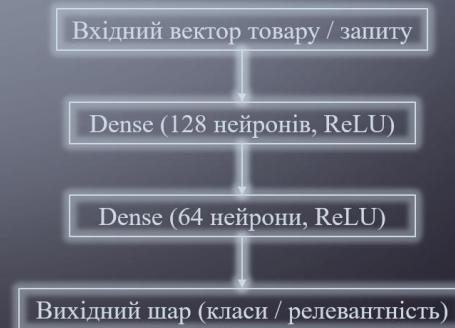 Вхідний вектор товару / запиту
Dense (128 нейронів, ReLU)
Dense (64 нейрони, ReLU)
Вихідний шар (класи / релевантність)